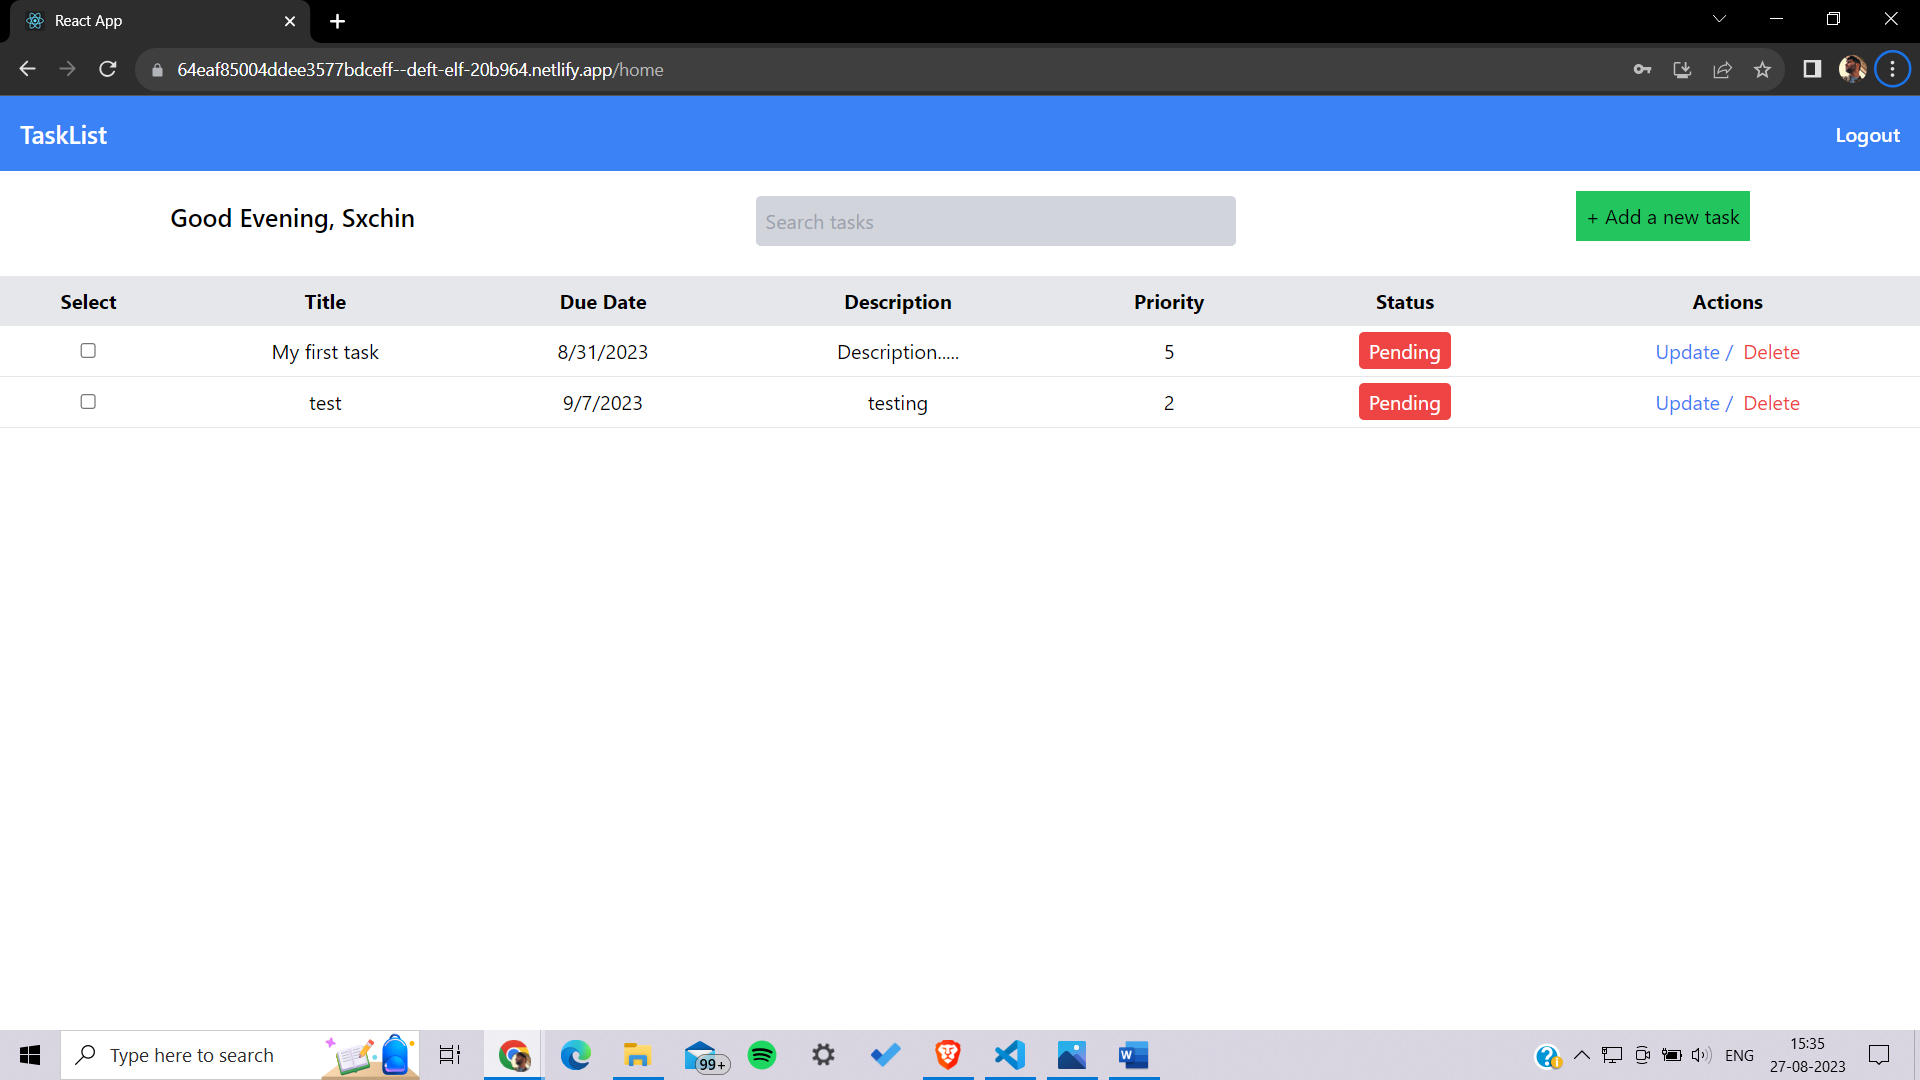 React App
64eaf85004ddee3577bdceff--deft-elf-20b964.netlify.app/home
TaskList Logout
Good Evening, Sxchin Search tasks + Add a new task
Select Title Due Date Description Priority Status Actions
My first task 8/31/2023 Description..... 5 Pending Update / Delete
test 9/7/2023 testing 2 Pending Update / Delete
Type here to search 99+ W ENG 15:35
27-08-2023